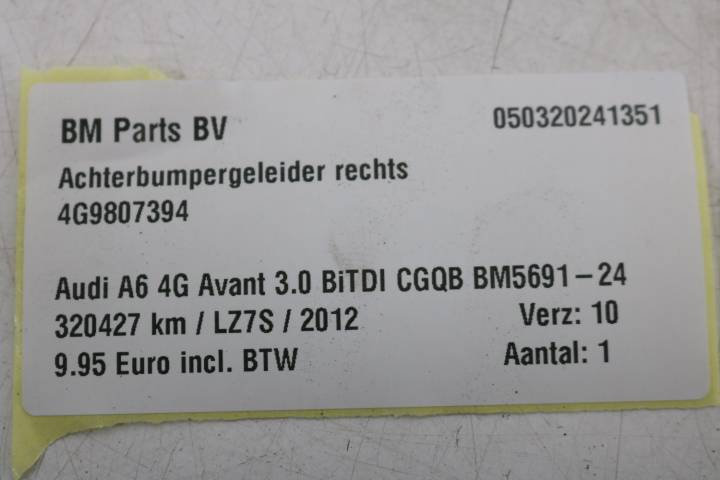 BM Parts BV 050320241351
Achterbumpergeleider rechts
4G9807394
Audi A6 4G Avant 3.0 BiTDI CGQB BM5691-24
320427 km / LZ7S / 2012 Verz: 10
9.95 Euro incl. BTW Aantal: 1